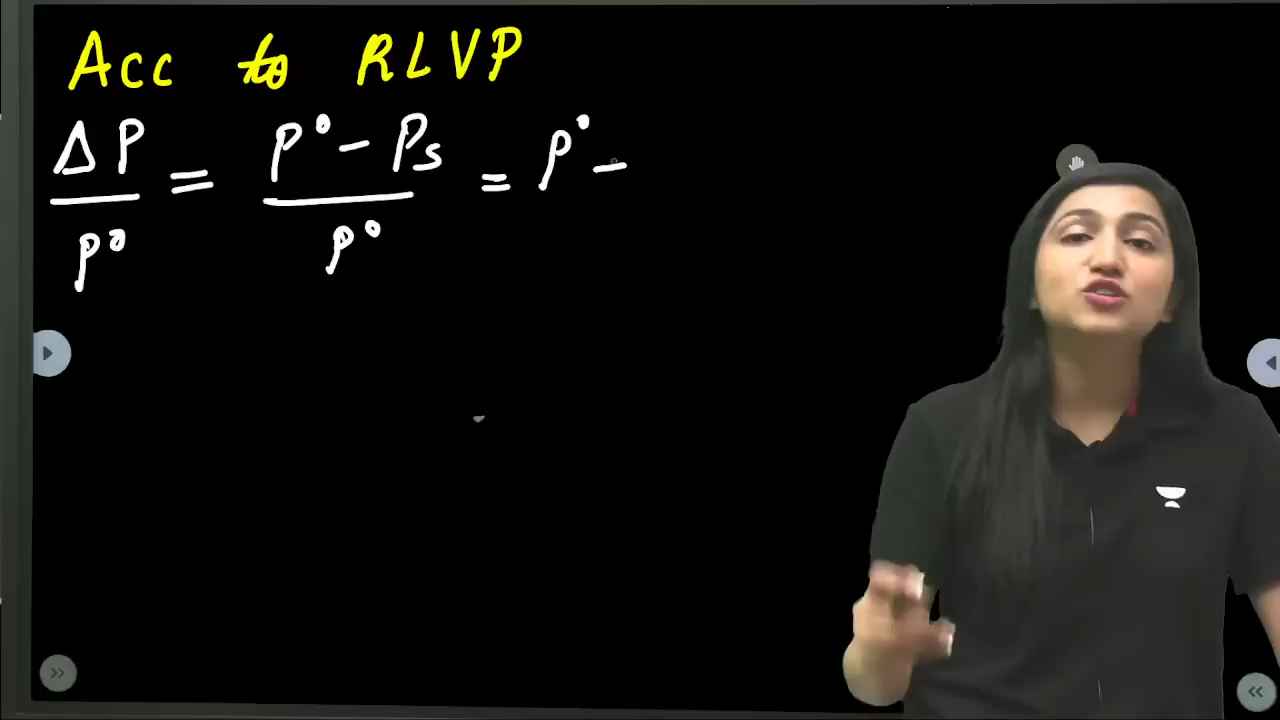 Acc to RLVP
ΔP/P° = P° - Ps/P° = P° -